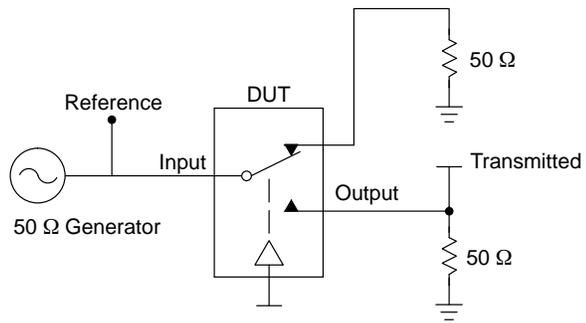 50 Ω
DUT
Reference
Input
Transmitted
Output
50 Ω Generator
50 Ω